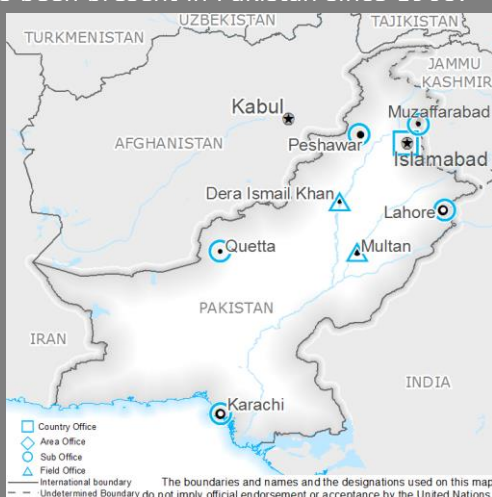 UZBEKISTAN
TURKMENISTAN
TAJIKISTAN
JAMMU
KASHMIR
Kabul
Muzaffarabad
AFGHANISTAN
Peshawar
Islamabad
Dera Ismail Khan
Lahore
Quetta
Multan
PAKISTAN
IRAN
INDIA
Karachi
Country Office
Area Office
Sub Office
Field Office
International boundary
Undetermined Boundary
The boundaries and names and the designations used on this map
do not imply official endorsement or acceptance by the United Nations